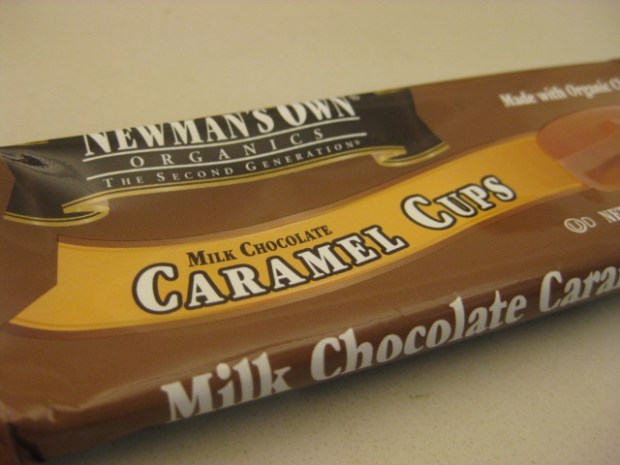 NEWMAN'S OWN
ORGANICS
THE SECOND GENERATION®
Made with Organic
MILK CHOCOLATE
CARAMEL CUPS
Milk Chocolate